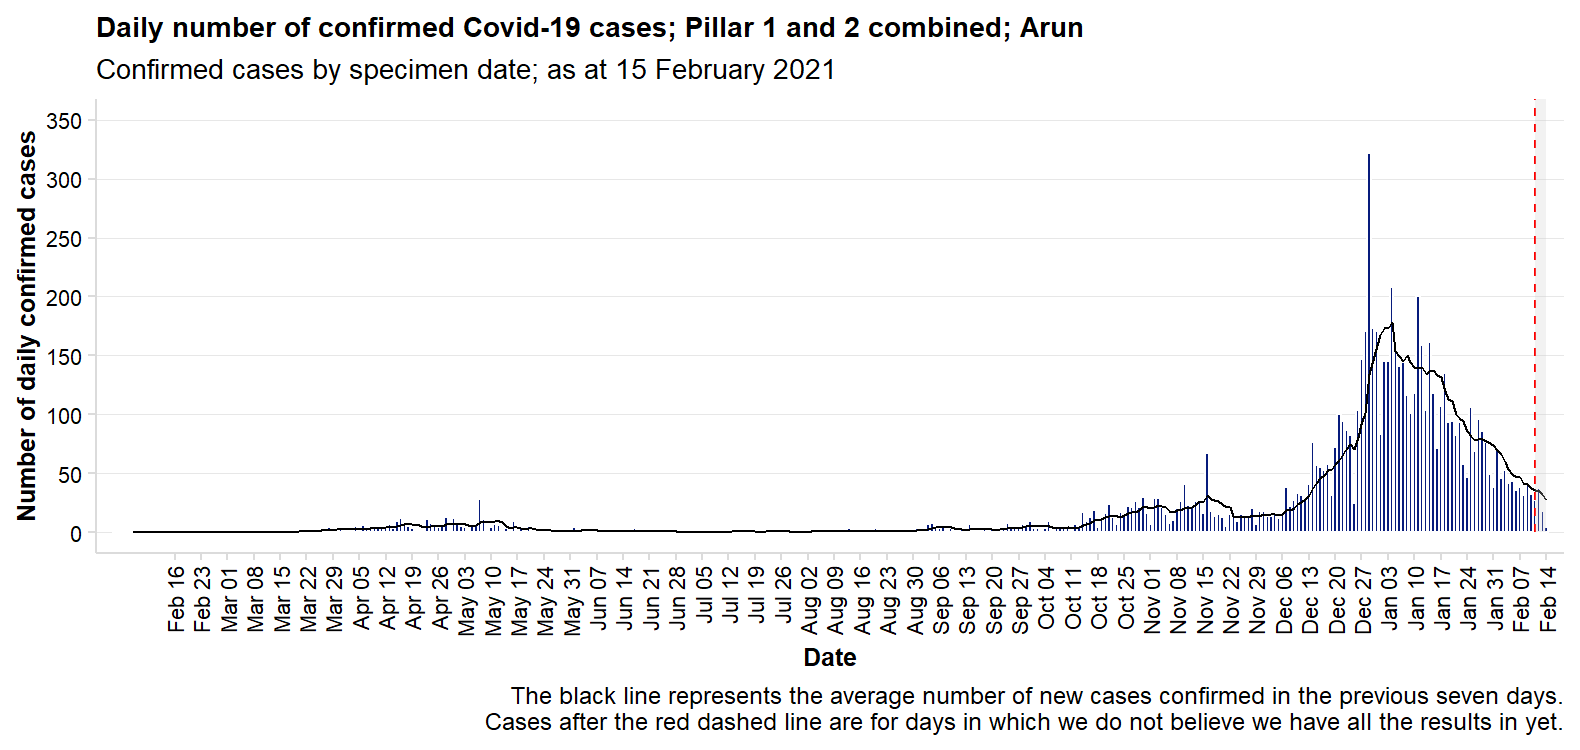 Daily number of confirmed Covid-19 cases; Pillar 1 and 2 combined; Arun
Confirmed cases by specimen date; as at 15 February 2021
Number of daily confirmed cases
350
300
250
200
150
100
50
0
Feb 16
Feb 23
Mar 01
Mar 08
Mar 15
Mar 22
Mar 29
Apr 05
Apr 12
Apr 19
Apr 26
May 03
May 10
May 17
May 24
May 31
Jun 07
Jun 14
Jun 21
Jun 28
Jul 05
Jul 12
Jul 19
Jul 26
Aug 02
Aug 09
Aug 16
Aug 23
Aug 30
Sep 06
Sep 13
Sep 20
Sep 27
Oct 04
Oct 11
Oct 18
Oct 25
Nov 01
Nov 08
Nov 15
Nov 22
Nov 29
Dec 06
Dec 13
Dec 20
Dec 27
Jan 03
Jan 10
Jan 17
Jan 24
Jan 31
Feb 07
Feb 14
Date
The black line represents the average number of new cases confirmed in the previous seven days.
Cases after the red dashed line are for days in which we do not believe we have all the results in yet.